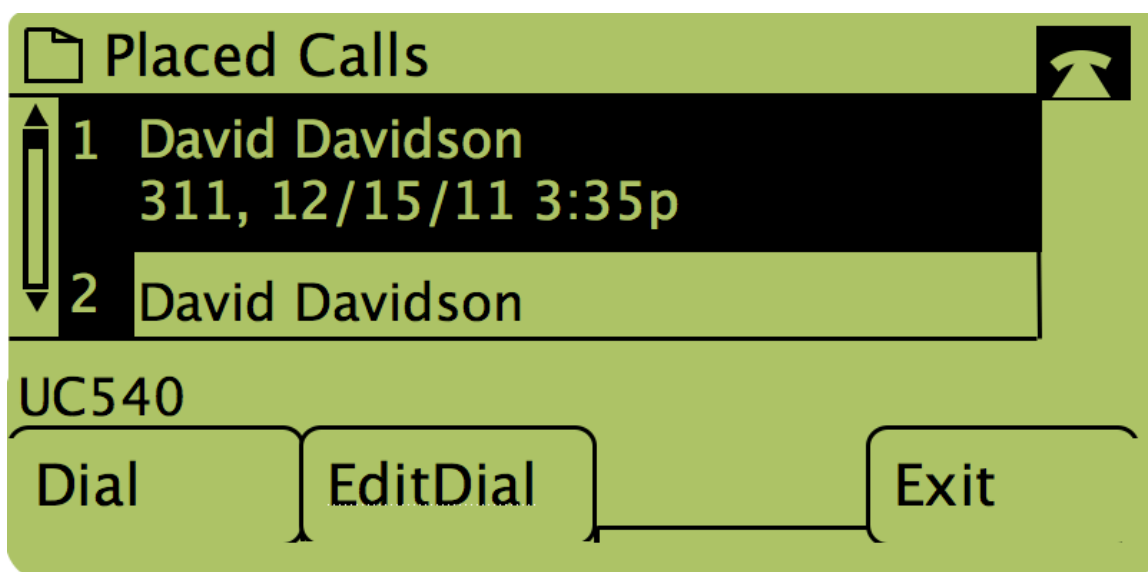 Placed Calls
1 David Davidson
311, 12/15/11 3:35p
2 David Davidson
UC540
Dial EditDial Exit